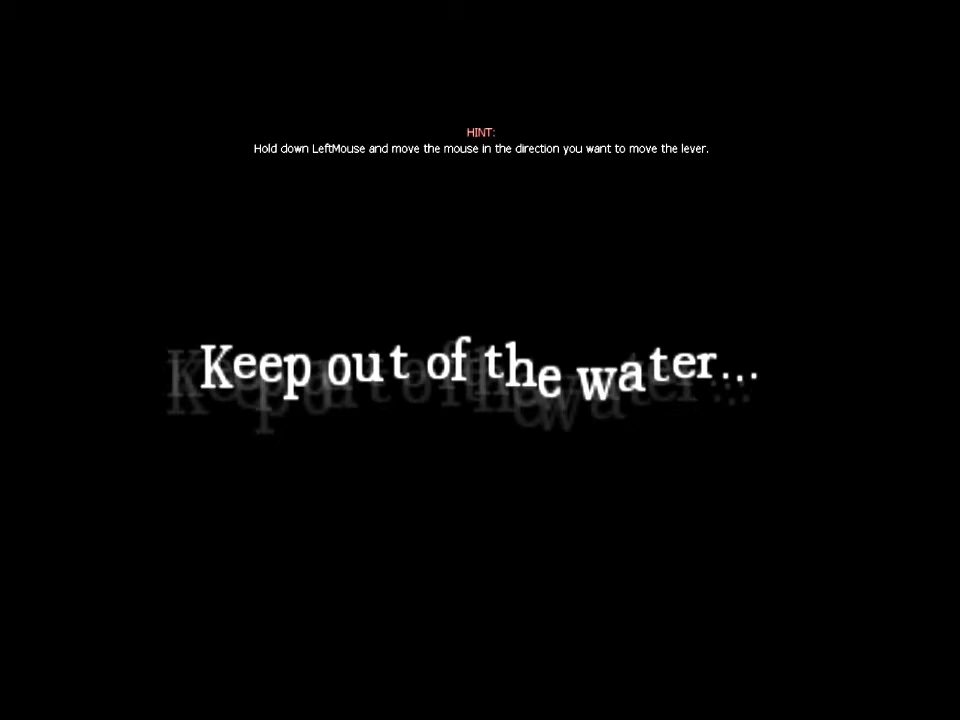 HINT:
Hold down LeftMouse and move the mouse in the direction you want to move the lever.
Keep out of the water...